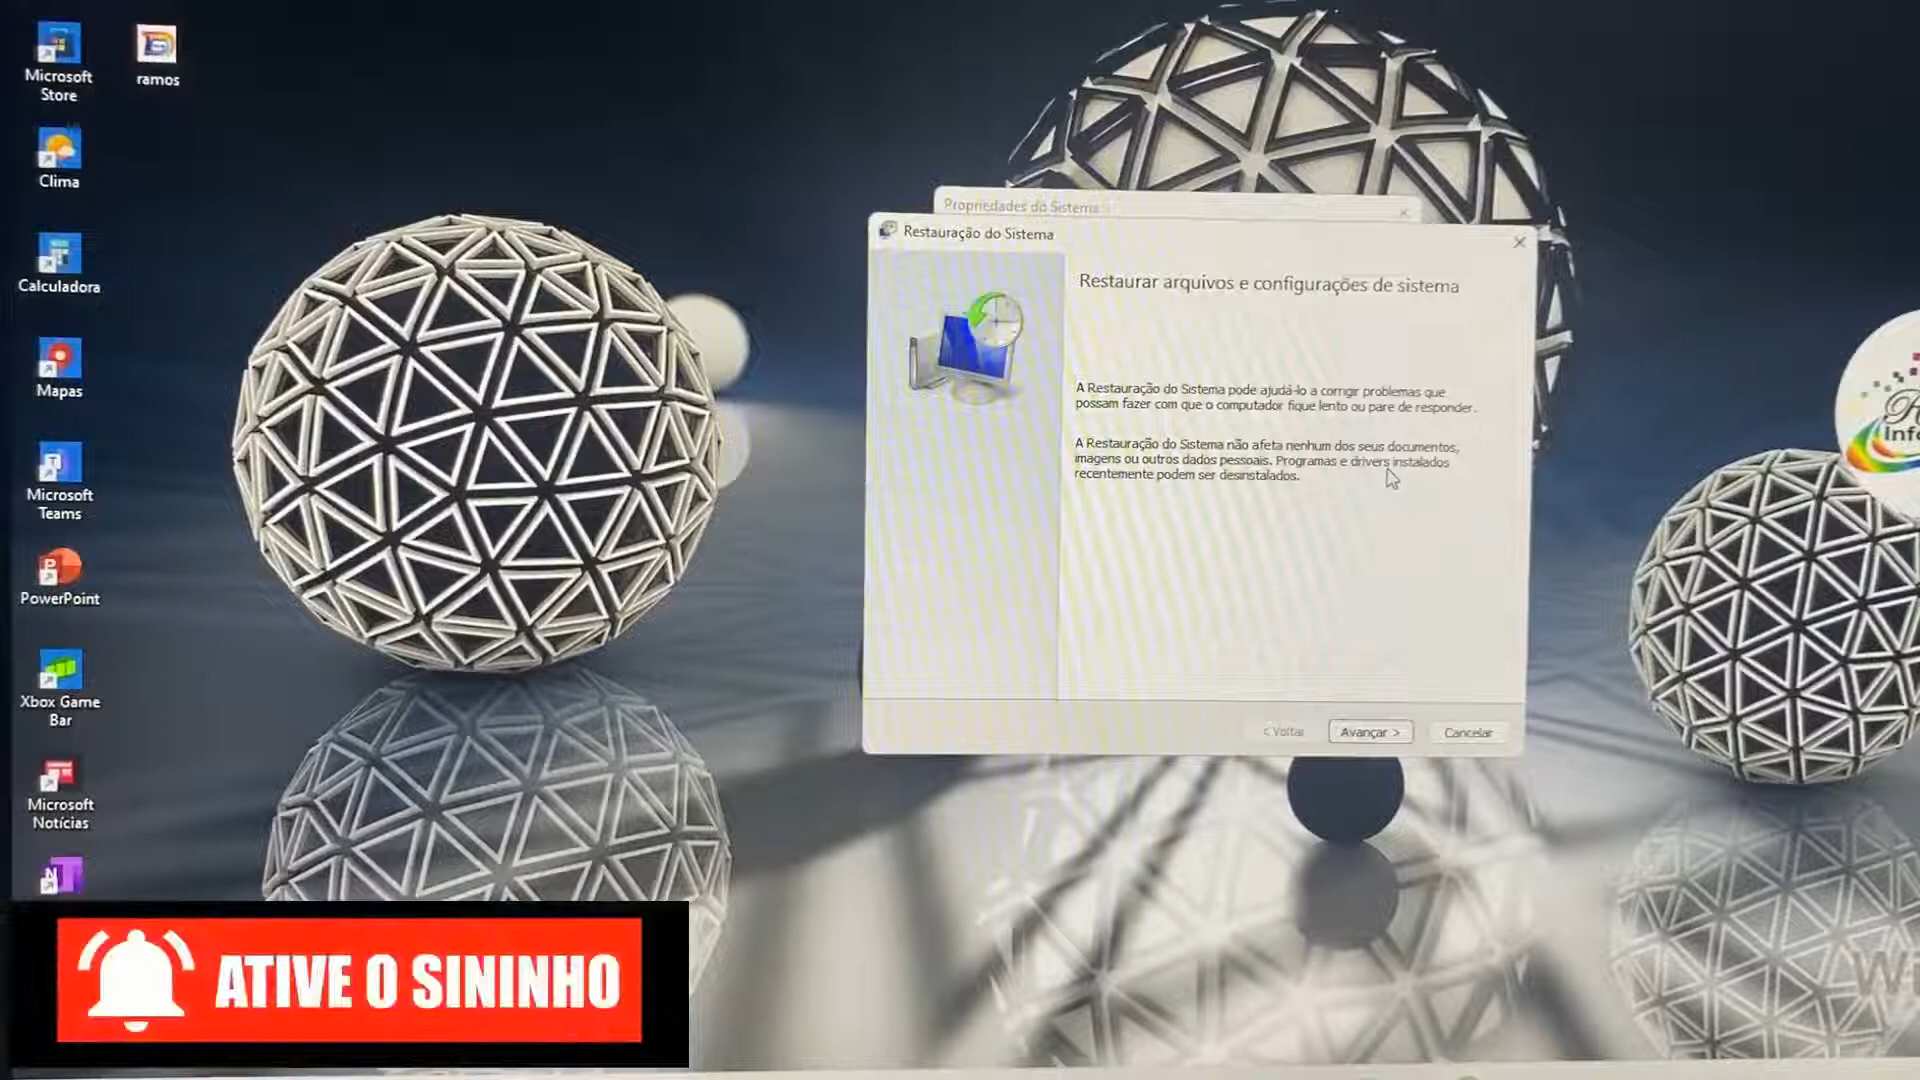 Microsoft
Store
ramos
Clima
Calculadora
Mapas
Microsoft
Teams
PowerPoint
Xbox Game
Bar
Microsoft
Notícias
Propriedades do Sistema
Restauração do Sistema
Restaurar arquivos e configurações de sistema
A Restauração do Sistema pode ajudá-lo a corrigir problemas que
possam fazer com que o computador fique lento ou pare de responder.
A Restauração do Sistema não afeta nenhum dos seus documentos,
imagens ou outros dados pessoais. Programas e drivers instalados
recentemente podem ser desinstalados.
< Voltar
Avançar >
Cancelar
ATIVE O SININHO